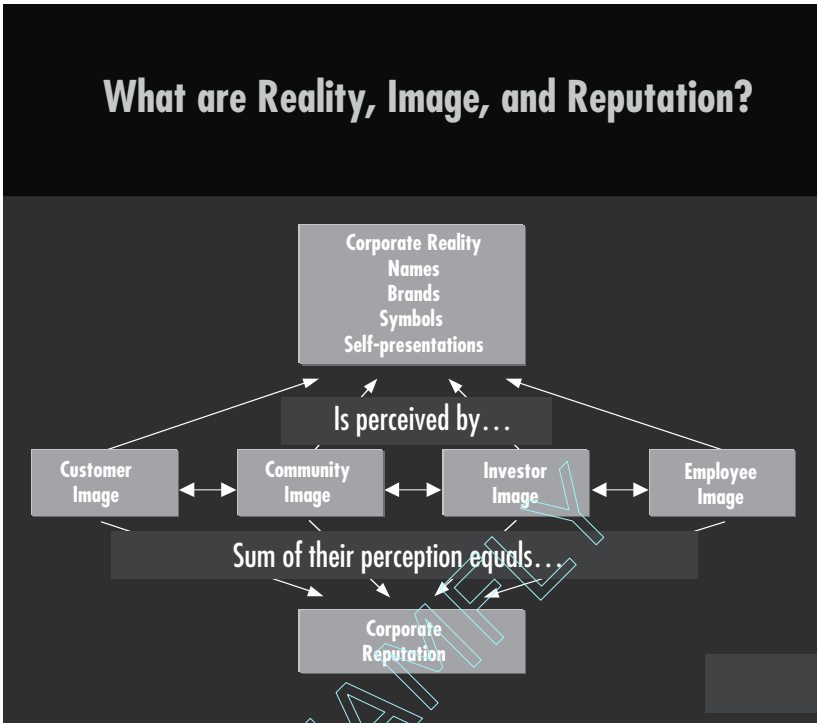 What are Reality, Image, and Reputation?
Corporate Reality
Names
Brands
Symbols
Self-presentations
Is perceived by…
Customer
Image
Community
Image
Investor
Image
Employee
Image
Sum of their perception equals…
Corporate
Reputation